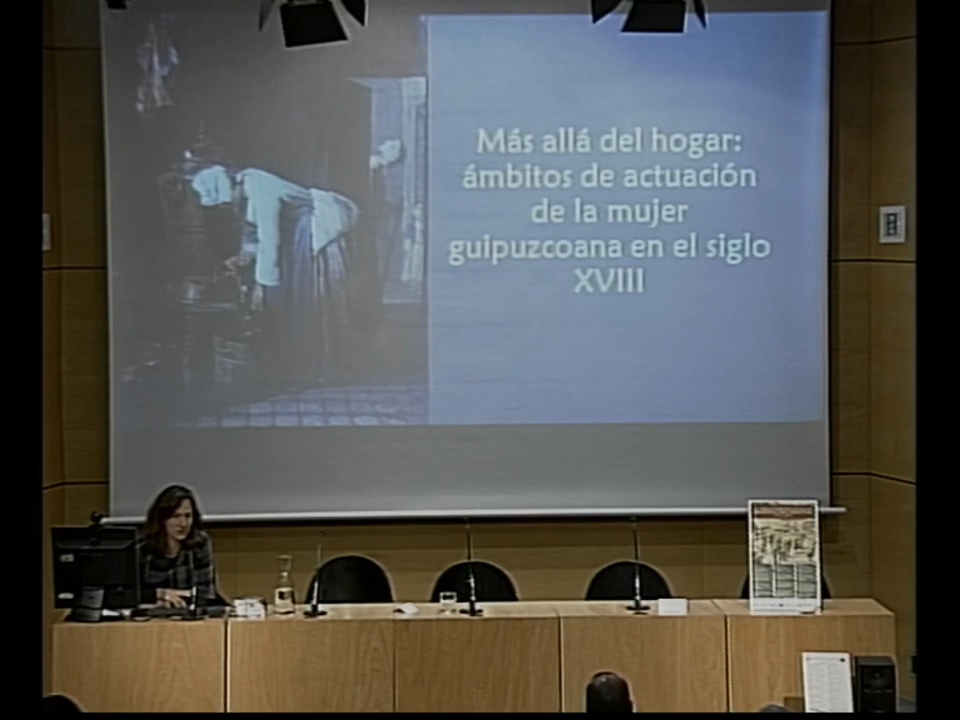 Más allá del hogar:
ámbitos de actuación
de la mujer
guipuzcoana en el siglo
XVIII